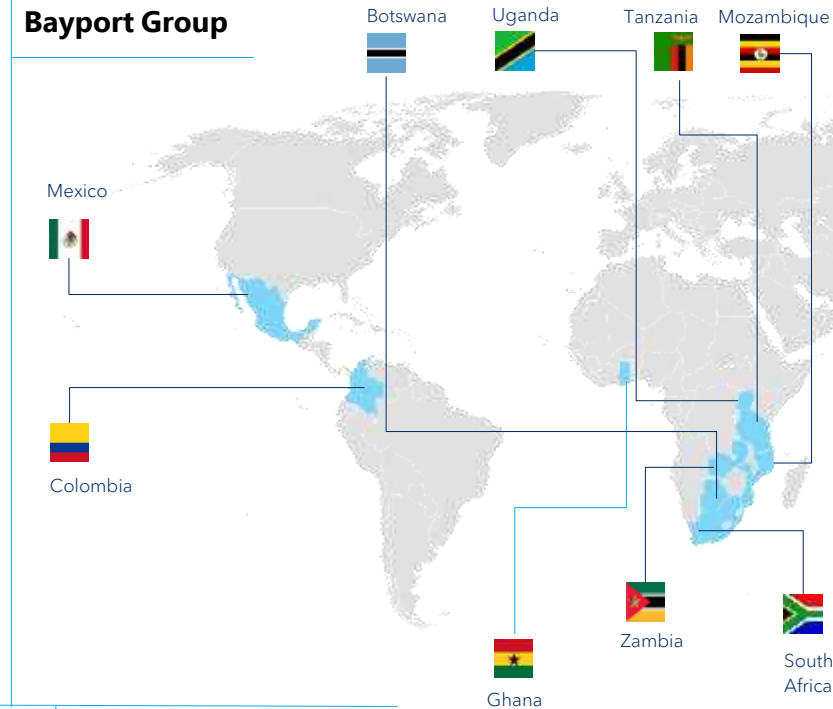 Bayport Group
Botswana
Uganda
Tanzania
Mozambique
Mexico
Colombia
Zambia
South
Africa
Ghana